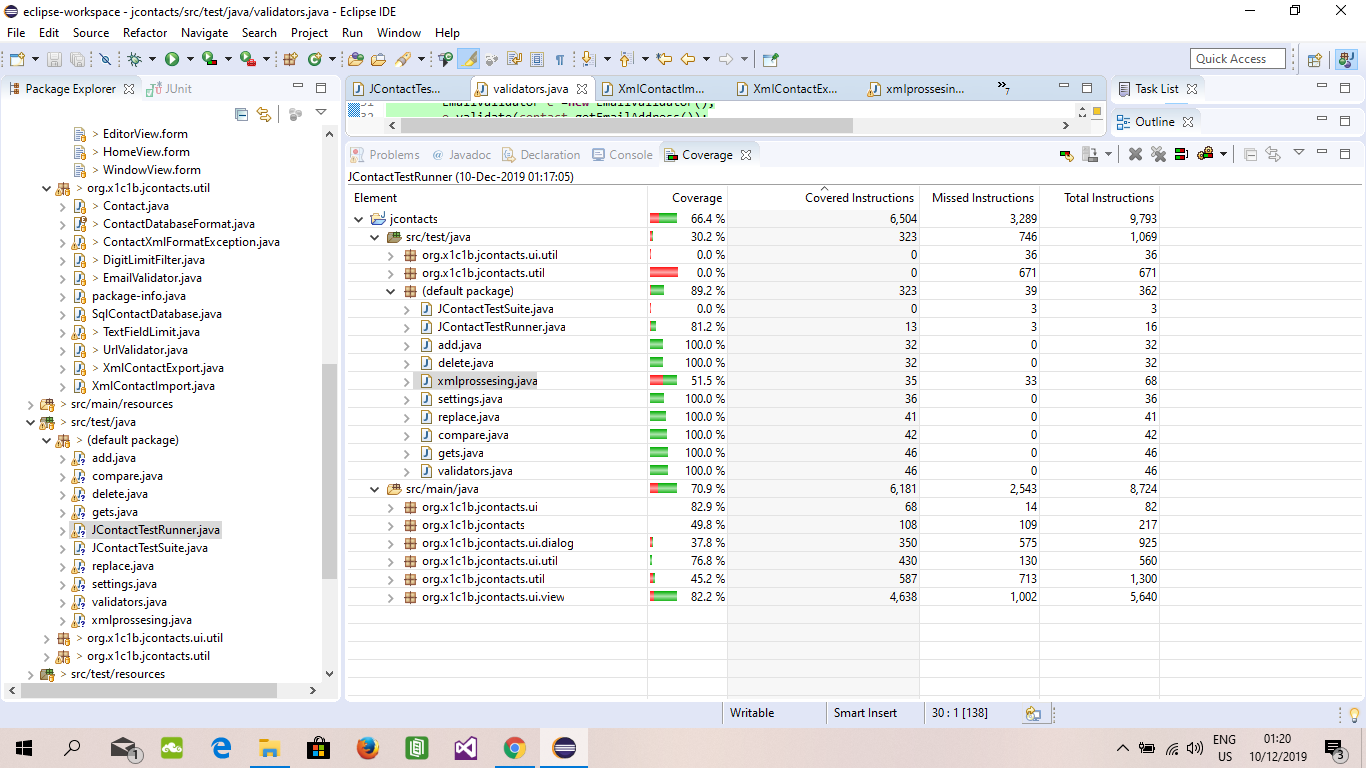 eclipse-workspace - jcontacts/src/test/java/validators.java - Eclipse IDE
File Edit Source Refactor Navigate Search Project Run Window Help
Quick Access
Package Explorer JUnit
JContactTes... validators.java XmlContactIm... XmlContactEx... xmlprossesin... »7
Task List
Outline
EmailValidator e =new EmailValidator();
32 e.validate(contact.getEmailAddress());
> EditorView.form
> HomeView.form
> WindowView.form
> org.x1c1b.jcontacts.util
> Contact.java
> ContactDatabaseFormat.java
> ContactXmlFormatException.java
> DigitLimitFilter.java
> EmailValidator.java
package-info.java
SqlContactDatabase.java
> TextFieldLimit.java
> UrlValidator.java
> XmlContactExport.java
XmlContactImport.java
> src/main/resources
> src/test/java
> (default package)
add.java
compare.java
delete.java
gets.java
JContactTestRunner.java
JContactTestSuite.java
replace.java
settings.java
validators.java
xmlprossesing.java
> org.x1c1b.jcontacts.ui.util
> org.x1c1b.jcontacts.util
> src/test/resources
Problems @ Javadoc Declaration Console Coverage
JContactTestRunner (10-Dec-2019 01:17:05)
Element Coverage Covered Instructions Missed Instructions Total Instructions
jcontacts 66.4 % 6,504 3,289 9,793
src/test/java 30.2 % 323 746 1,069
org.x1c1b.jcontacts.ui.util 0.0 % 0 36 36
org.x1c1b.jcontacts.util 0.0 % 0 671 671
(default package) 89.2 % 323 39 362
JContactTestSuite.java 0.0 % 0 3 3
JContactTestRunner.java 81.2 % 13 3 16
add.java 100.0 % 32 0 32
delete.java 100.0 % 32 0 32
xmlprossesing.java 51.5 % 35 33 68
settings.java 100.0 % 36 0 36
replace.java 100.0 % 41 0 41
compare.java 100.0 % 42 0 42
gets.java 100.0 % 46 0 46
validators.java 100.0 % 46 0 46
src/main/java 70.9 % 6,181 2,543 8,724
org.x1c1b.jcontacts.ui 82.9 % 68 14 82
org.x1c1b.jcontacts 49.8 % 108 109 217
org.x1c1b.jcontacts.ui.dialog 37.8 % 350 575 925
org.x1c1b.jcontacts.ui.util 76.8 % 430 130 560
org.x1c1b.jcontacts.util 45.2 % 587 713 1,300
org.x1c1b.jcontacts.ui.view 82.2 % 4,638 1,002 5,640
Writable Smart Insert 30 : 1 [138]
1
ENG
US
01:20
10/12/2019
3